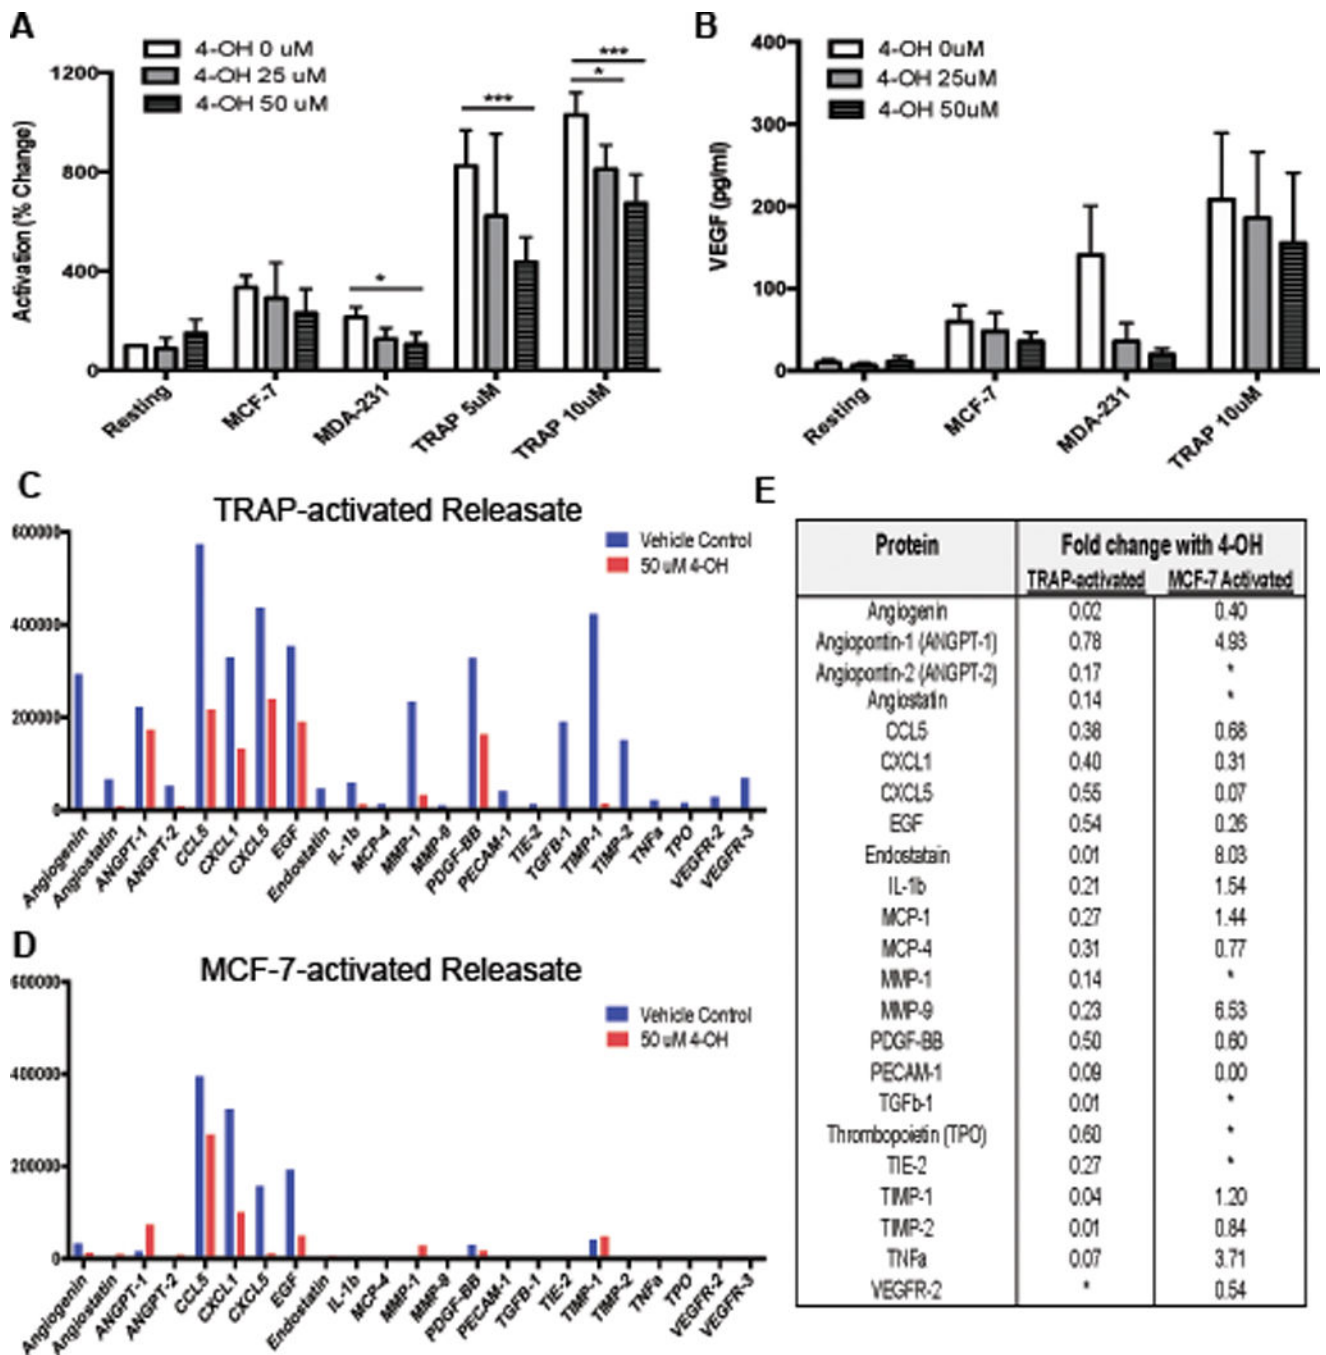 A
4-OH 0 uM
4-OH 25 uM
4-OH 50 uM
1200
800
400
0
Activation (% Change)
***
***
*
*
Resting
MCF-7
MDA-231
TRAP 5uM
TRAP 10uM
B
4-OH 0uM
4-OH 25uM
4-OH 50uM
400
300
200
100
0
VEGF (pg/ml)
Resting
MCF-7
MDA-231
TRAP 10uM
C
TRAP-activated Releasate
Vehicle Control
50 uM 4-OH
600000
400000
200000
0
Angiogenin
Angiostatin
ANGPT-1
ANGPT-2
CCL5
CXCL1
CXCL5
EGF
Endostatin
IL-1b
MCP-4
MMP-1
MMP-9
PDGF-BB
PECAM-1
TIE-2
TGFB-1
TIMP-1
TIMP-2
TNFa
TPO
VEGFR-2
VEGFR-3
D
MCF-7-activated Releasate
Vehicle Control
50 uM 4-OH
600000
400000
200000
0
Angiogenin
Angiostatin
ANGPT-1
ANGPT-2
CCL5
CXCL1
CXCL5
EGF
Endostatin
IL-1b
MCP-4
MMP-1
MMP-9
PDGF-BB
PECAM-1
TGFB-1
TIE-2
TIMP-1
TIMP-2
TNFa
TPO
VEGFR-2
VEGFR-3
E
Protein Fold change with 4-OH
TRAP-activated MCF-7 Activated
Angiogenin 0.02 0.40
Angiopontin-1 (ANGPT-1) 0.78 4.93
Angiopontin-2 (ANGPT-2) 0.17 *
Angiostatin 0.14 *
CCL5 0.38 0.68
CXCL1 0.40 0.31
CXCL5 0.55 0.07
EGF 0.54 0.26
Endostatain 0.01 8.03
IL-1b 0.21 1.54
MCP-1 0.27 1.44
MCP-4 0.31 0.77
MMP-1 0.14 *
MMP-9 0.23 6.53
PDGF-BB 0.50 0.60
PECAM-1 0.09 0.00
TGFb-1 0.01 *
Thrombopoietin (TPO) 0.60 *
TIE-2 0.27 *
TIMP-1 0.04 1.20
TIMP-2 0.01 0.84
TNFa 0.07 3.71
VEGFR-2 * 0.54